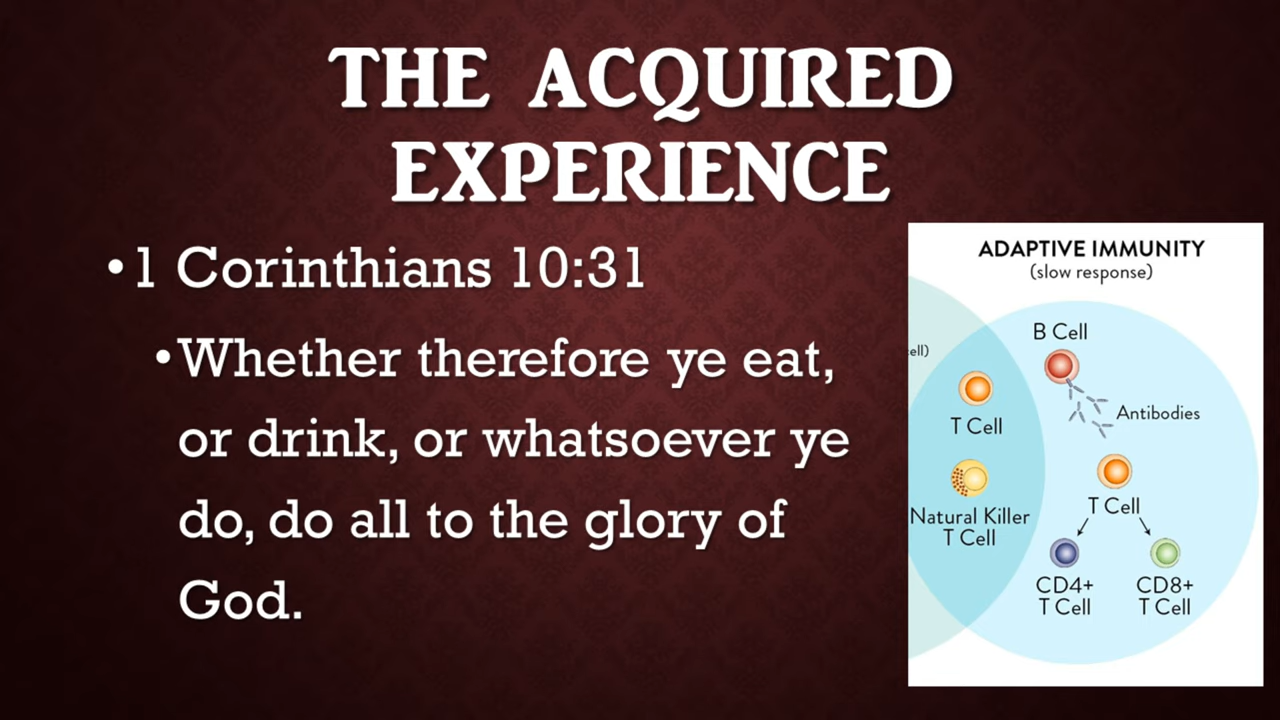 THE ACQUIRED
EXPERIENCE
•1 Corinthians 10:31
•Whether therefore ye eat,
or drink, or whatsoever ye
do, do all to the glory of
God.
ADAPTIVE IMMUNITY
(slow response)
B Cell
ell)
Antibodies
T Cell
T Cell
Natural Killer
T Cell
CD4+
T Cell
CD8+
T Cell